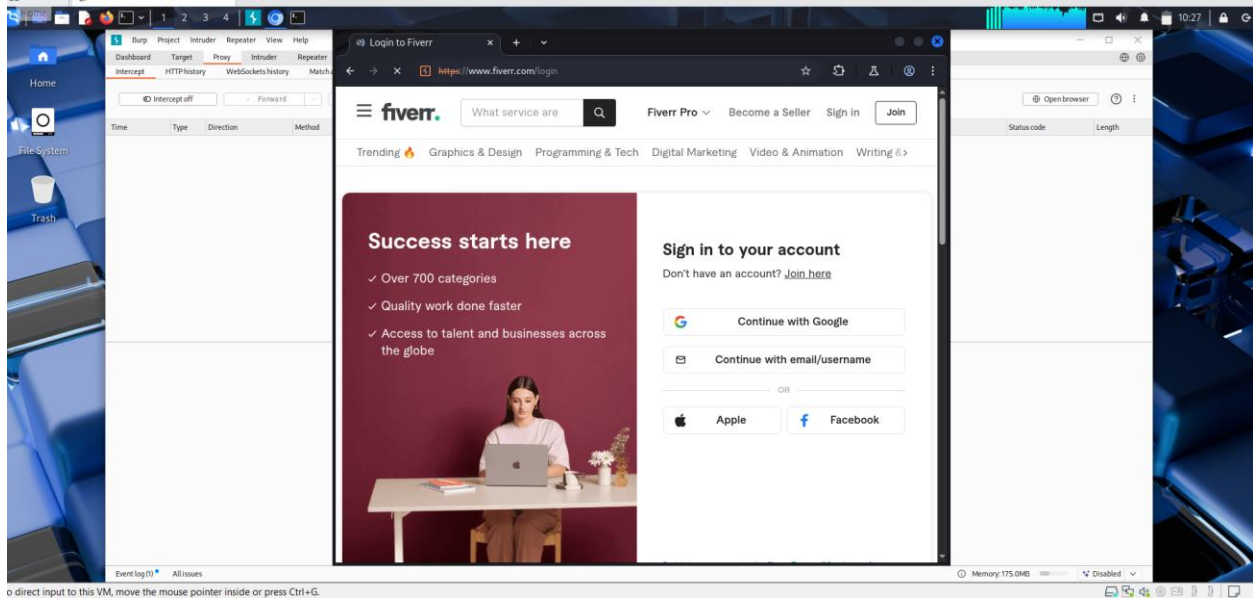 1 2 3 4
10:27
Home
File System
Trash
Burp Project Intruder Repeater View Help
Dashboard Target Proxy Intruder Repeater
Intercept HTTP history WebSockets history Match
Intercept off Forward
Open browser
Time Type Direction Method
Status code Length
Login to Fiverr
https://www.fiverr.com/login
fiverr.
What service are
Fiverr Pro Become a Seller Sign in Join
Trending Graphics & Design Programming & Tech Digital Marketing Video & Animation Writing &
Success starts here
Over 700 categories
Quality work done faster
Access to talent and businesses across
the globe
Sign in to your account
Don't have an account? Join here
Continue with Google
Continue with email/username
OR
Apple Facebook
Event log (1) All issues
Memory: 175.0MB Disabled
o direct input to this VM, move the mouse pointer inside or press Ctrl+G.